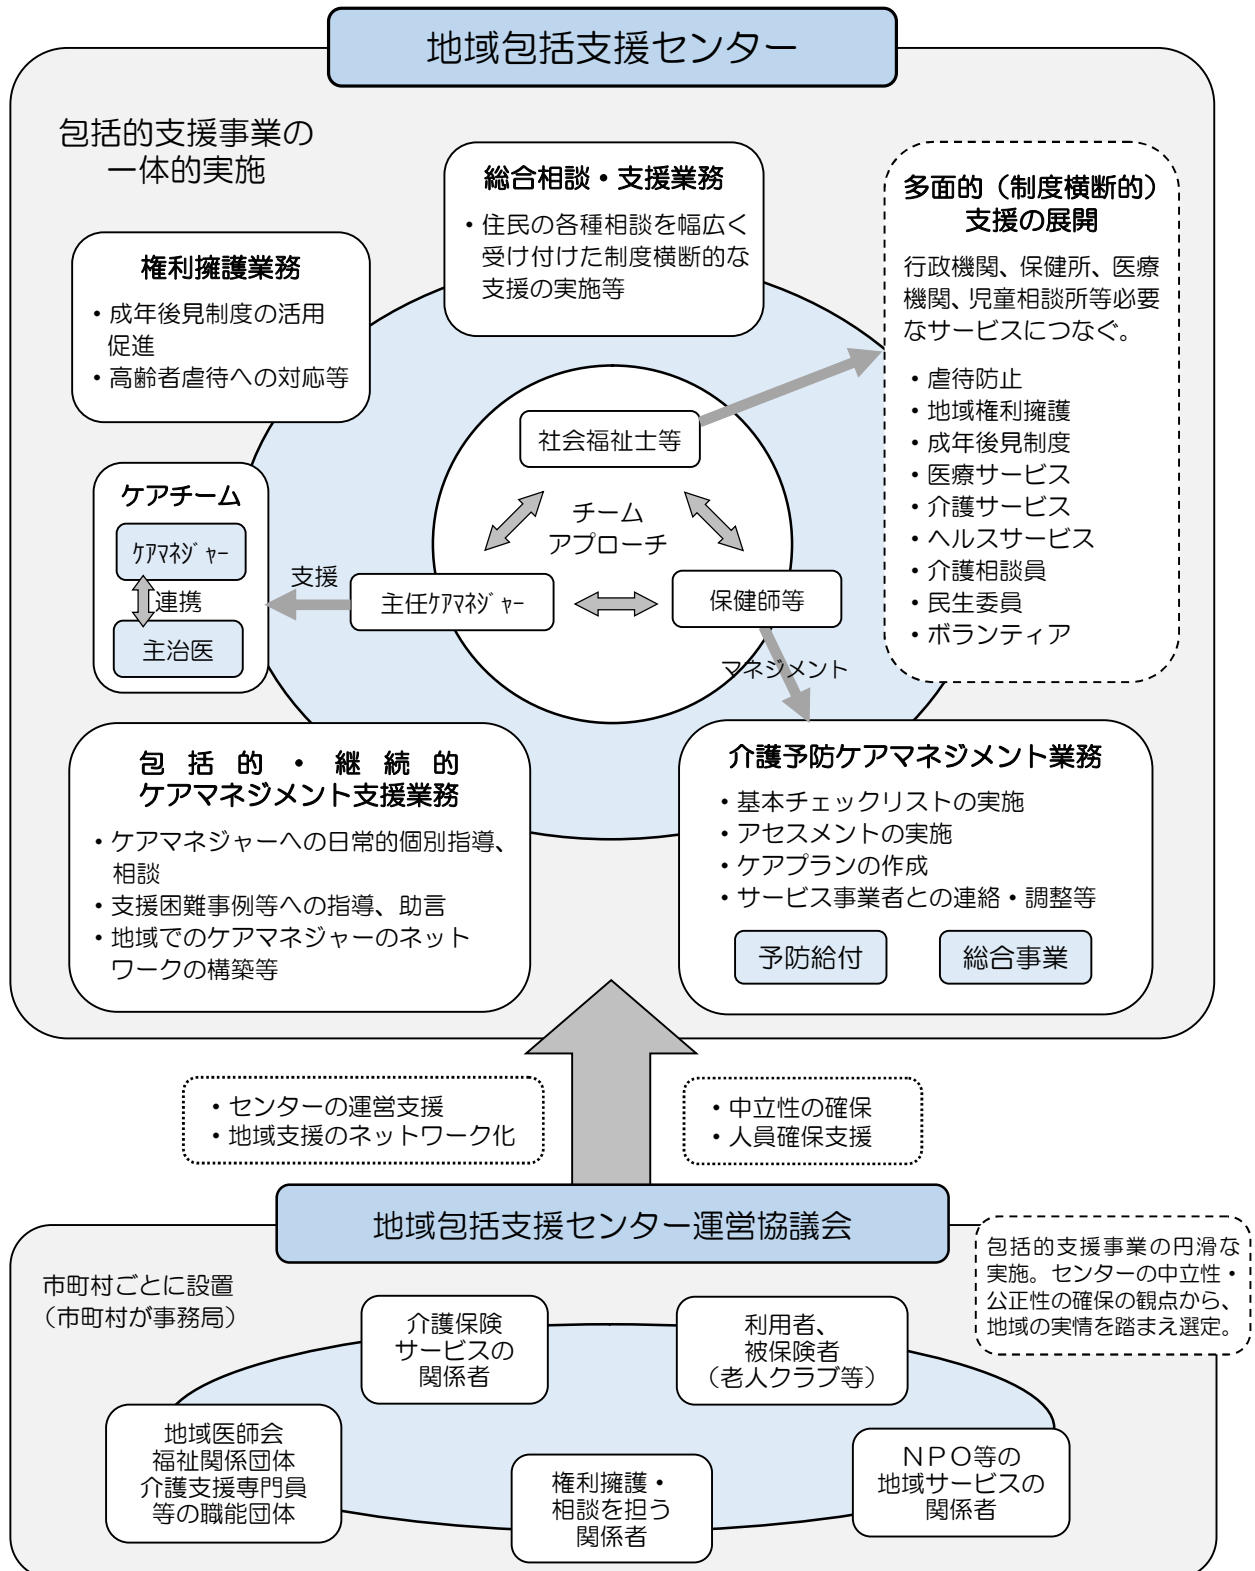 地域包括支援センター
包括的支援事業の
一体的実施
総合相談・支援業務
・住民の各種相談を幅広く
受け付けた制度横断的な
支援の実施等
多面的（制度横断的）
支援の展開
行政機関、保健所、医療
機関、児童相談所等必要
なサービスにつなぐ。
・虐待防止
・地域権利擁護
・成年後見制度
・医療サービス
・介護サービス
・ヘルスサービス
・介護相談員
・民生委員
・ボランティア
権利擁護業務
・成年後見制度の活用
促進
・高齢者虐待への対応等
社会福祉士等
チーム
アプローチ
ケアチーム
ｹｱﾏﾈｼﾞｬｰ
連携
主治医
支援
主任ｹｱﾏﾈｼﾞｬｰ
保健師等
マネジメント
包括的・継続的
ケアマネジメント支援業務
・ケアマネジャーへの日常的個別指導、
相談
・支援困難事例等への指導、助言
・地域でのケアマネジャーのネット
ワークの構築等
介護予防ケアマネジメント業務
・基本チェックリストの実施
・アセスメントの実施
・ケアプランの作成
・サービス事業者との連絡・調整等
予防給付
総合事業
・センターの運営支援
・地域支援のネットワーク化
・中立性の確保
・人員確保支援
地域包括支援センター運営協議会
市町村ごとに設置
（市町村が事務局）
包括的支援事業の円滑な
実施。センターの中立性・
公正性の確保の観点から、
地域の実情を踏まえ選定。
介護保険
サービスの
関係者
利用者、
被保険者
（老人クラブ等）
地域医師会
福祉関係団体
介護支援専門員
等の職能団体
権利擁護・
相談を担う
関係者
ＮＰＯ等の
地域サービスの
関係者